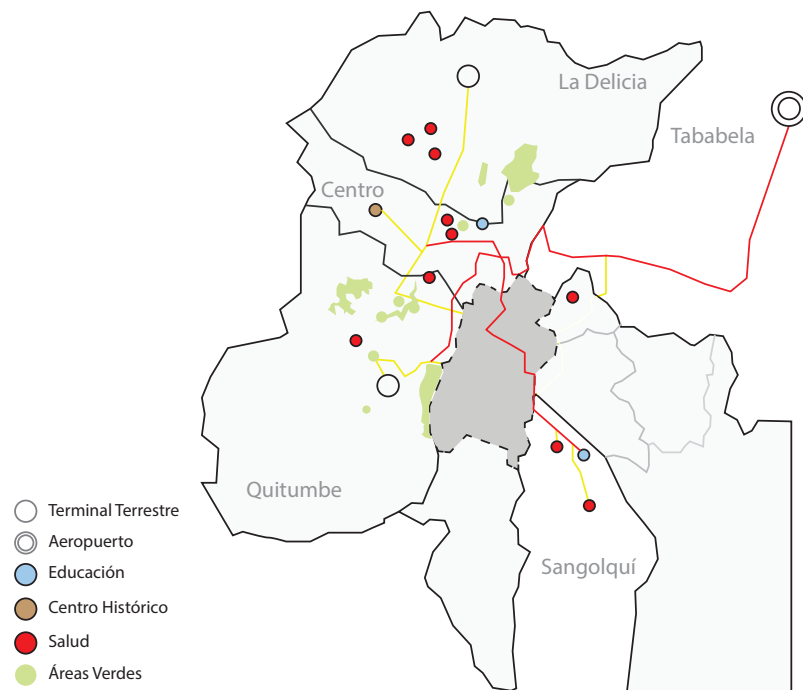 La Delicia
Tababela
Centro
Quitumbe
Sangolquí
Terminal Terrestre
Aeropuerto
Educación
Centro Histórico
Salud
Áreas Verdes